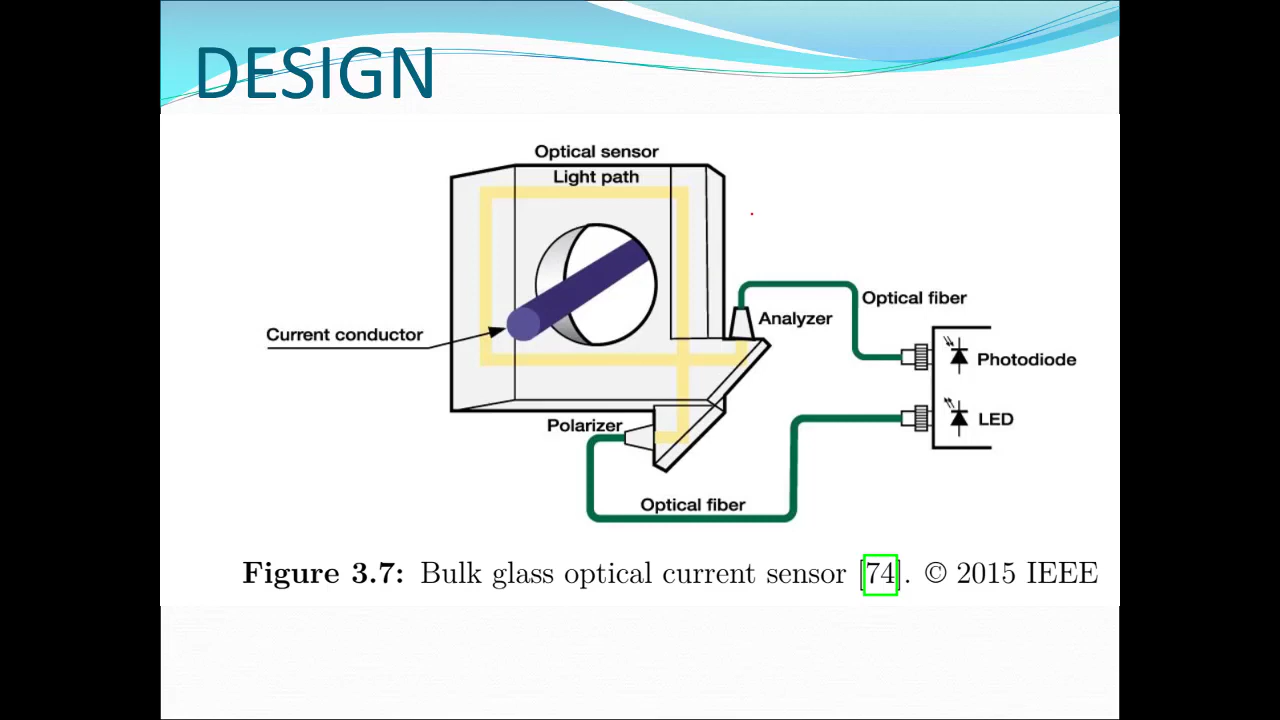 DESIGN
Optical sensor
Light path
Optical fiber
Analyzer
Current conductor
Photodiode
LED
Polarizer
Optical fiber
Figure 3.7: Bulk glass optical current sensor [74]. © 2015 IEEE